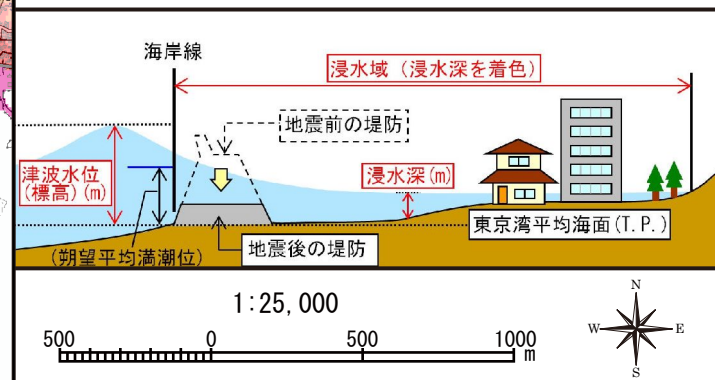 海岸線
浸水域 (浸水深を着色)
地震前の堤防
津波水位
(標高)(m)
浸水深(m)
東京湾平均海面(T.P.)
地震後の堤防
(朔望平均満潮位)
1:25,000
500 0 500 1000
m
N
W E
S